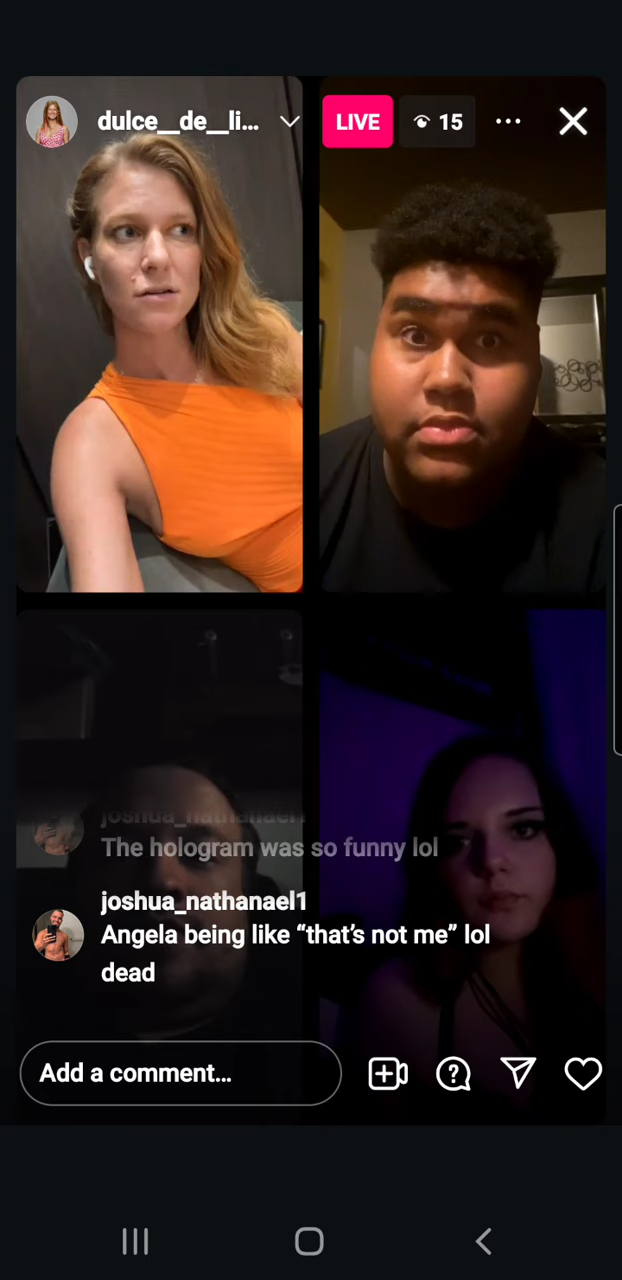 dulce__de__li...
LIVE
15
joshua_nathanael1
The hologram was so funny lol
joshua_nathanael1
Angela being like “that’s not me” lol
dead
Add a comment...